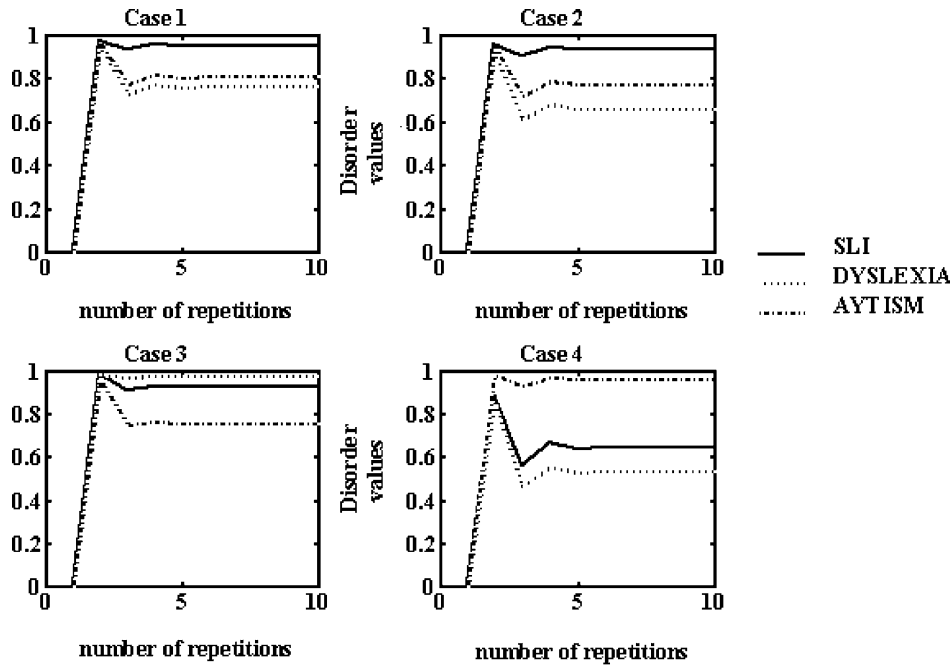 Case 1
1
0.8
0.6
0.4
0.2
0
0
5
10
number of repetitions
Case 2
Disorder
values
1
0.8
0.6
0.4
0.2
0
0
5
10
number of repetitions
SLI
DYSLEXIA
AYTISM
Case 3
1
0.8
0.6
0.4
0.2
0
0
5
10
number of repetitions
Case 4
Disorder
values
1
0.8
0.6
0.4
0.2
0
0
5
10
number of repetitions